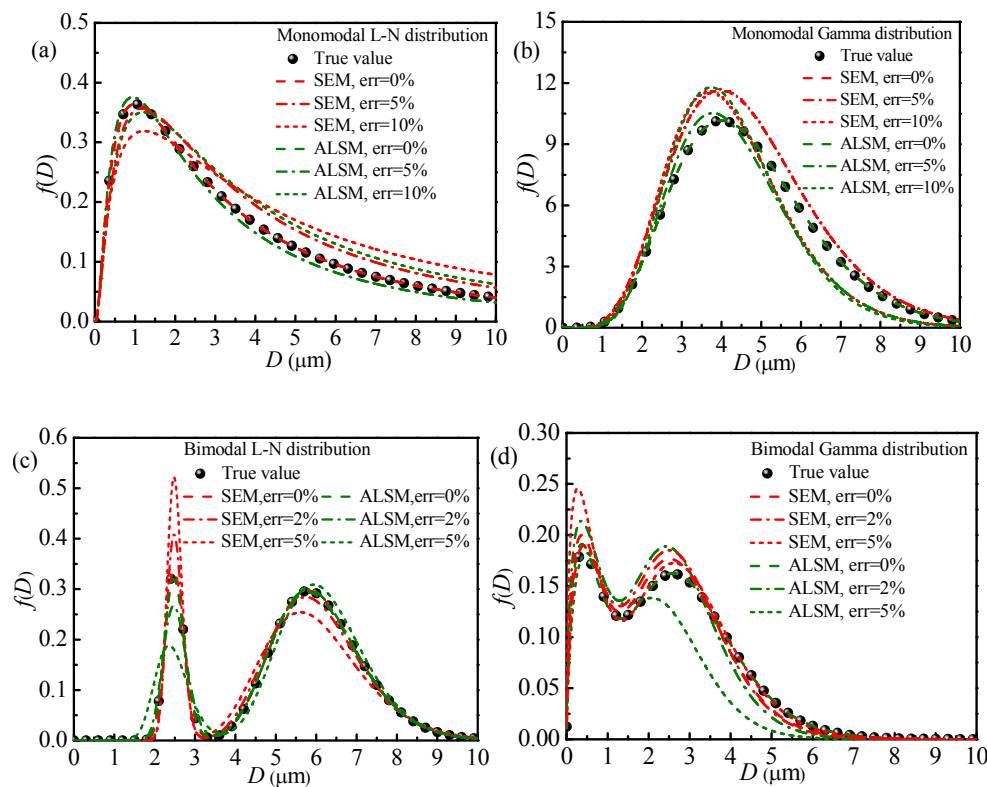 (a)
Monomodal L-N distribution
True value
SEM, err=0%
SEM, err=5%
SEM, err=10%
ALSM, err=0%
ALSM, err=5%
ALSM, err=10%
f(D)
0.5
0.4
0.3
0.2
0.1
0.0
0 1 2 3 4 5 6 7 8 9 10
D (μm)
(b)
Monomodal Gamma distribution
True value
SEM, err=0%
SEM, err=5%
SEM, err=10%
ALSM, err=0%
ALSM, err=5%
ALSM, err=10%
f(D)
15
12
9
6
3
0
0 1 2 3 4 5 6 7 8 9 10
D (μm)
(c)
Bimodal L-N distribution
True value
SEM,err=0% ALSM,err=0%
SEM,err=2% ALSM,err=2%
SEM,err=5% ALSM,err=5%
f(D)
0.6
0.5
0.4
0.3
0.2
0.1
0.0
0 1 2 3 4 5 6 7 8 9 10
D (μm)
(d)
Bimodal Gamma distribution
True value
SEM, err=0%
SEM, err=2%
SEM, err=5%
ALSM, err=0%
ALSM, err=2%
ALSM, err=5%
f(D)
0.30
0.25
0.20
0.15
0.10
0.05
0.00
0 1 2 3 4 5 6 7 8 9 10
D (μm)